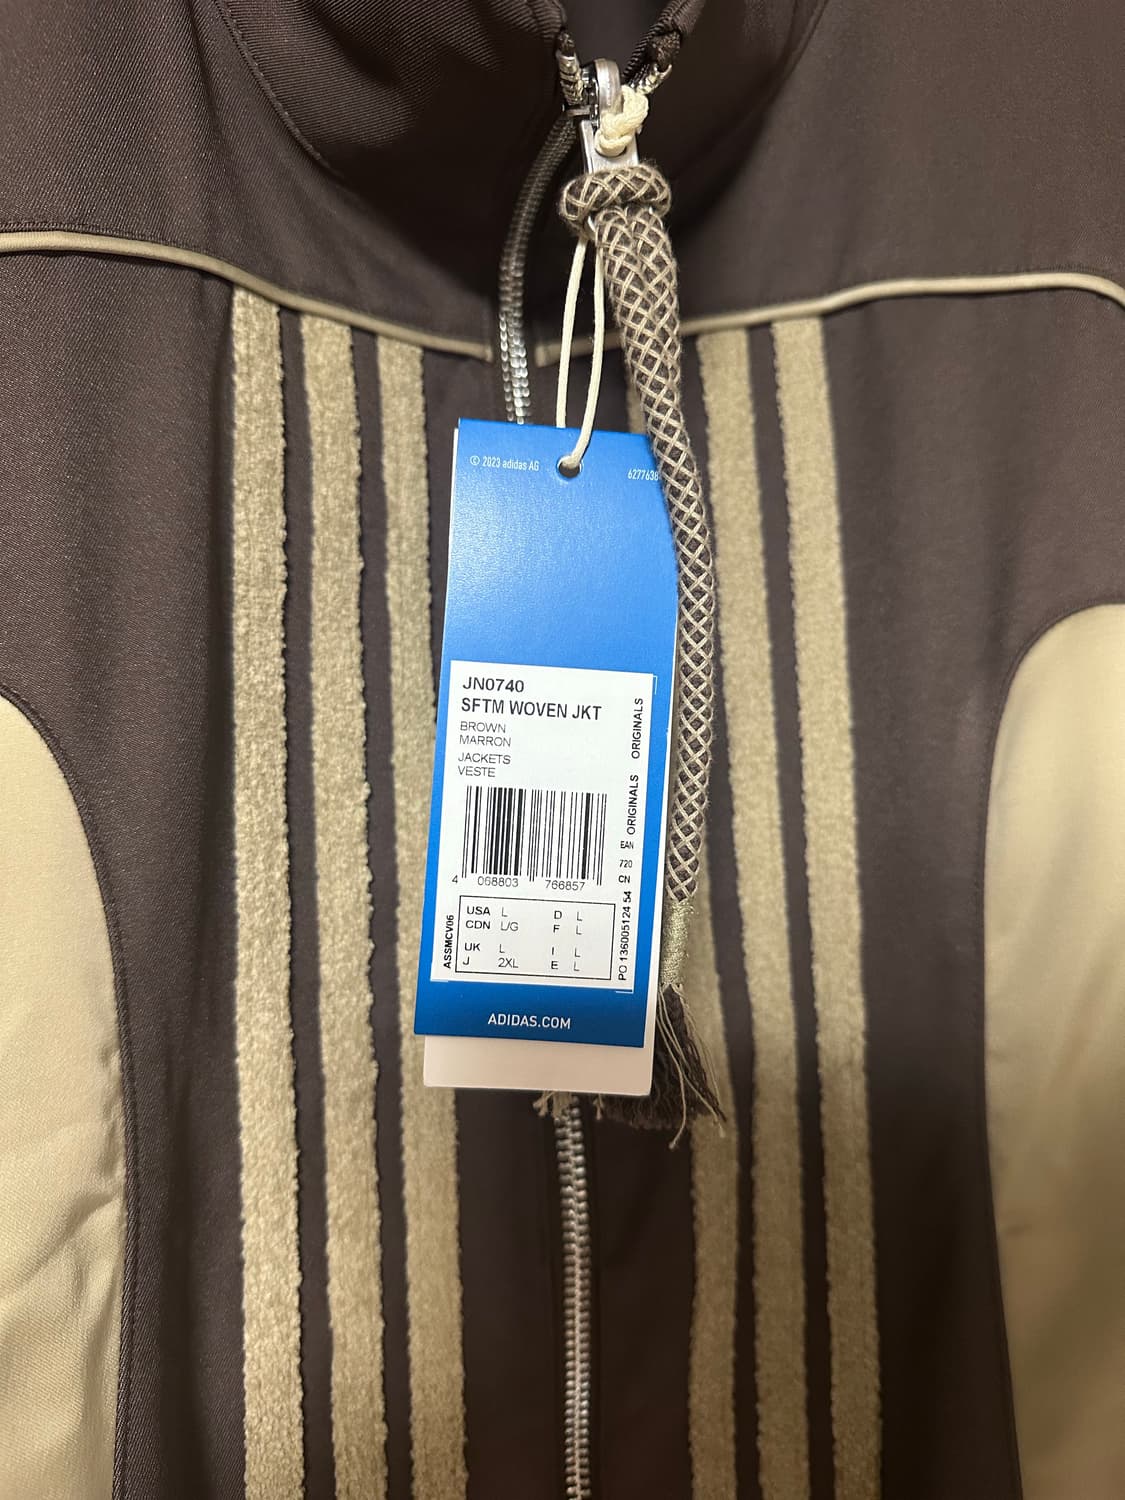 © 2023 adidas AG
6277638
JN0740
SFTM WOVEN JKT
BROWN
MARRON
JACKETS
VESTE
4 068803 766857
USA L D L
CDN L/G F L
UK L I L
J 2XL E L
ASSMCV06
ORIGINALS ORIGINALS
EAN
720
CN
PO 136005124 54
ADIDAS.COM